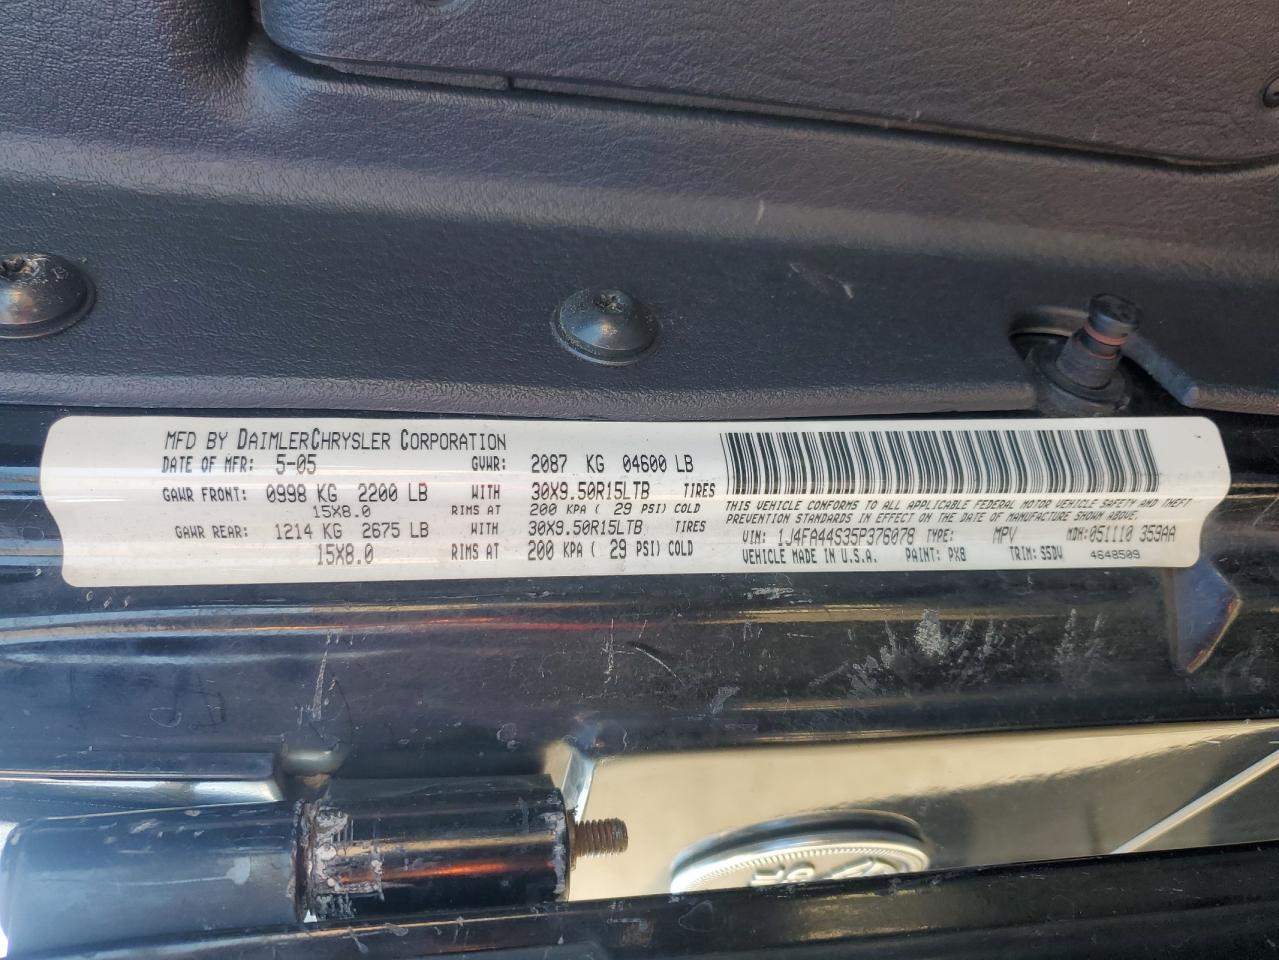 MFD BY DAIMLERCHRYSLER CORPORATION
DATE OF MFR: 5-05 GVWR: 2087 KG 04600 LB
GAWR FRONT: 0998 KG 2200 LB WITH 30X9.50R15LTB TIRES
15X8.0 RIMS AT 200 KPA ( 29 PSI) COLD
GAWR REAR: 1214 KG 2675 LB WITH 30X9.50R15LTB TIRES
15X8.0 RIMS AT 200 KPA ( 29 PSI) COLD
THIS VEHICLE CONFORMS TO ALL APPLICABLE FEDERAL MOTOR VEHICLE SAFETY AND THEFT
PREVENTION STANDARDS IN EFFECT ON THE DATE OF MANUFACTURE SHOWN ABOVE.
VIN: 1J4FA44S35P376078 TYPE: MPV MDH: 051110 359AA
VEHICLE MADE IN U.S.A. PAINT: PX8 TRIM: S5DV 4648509